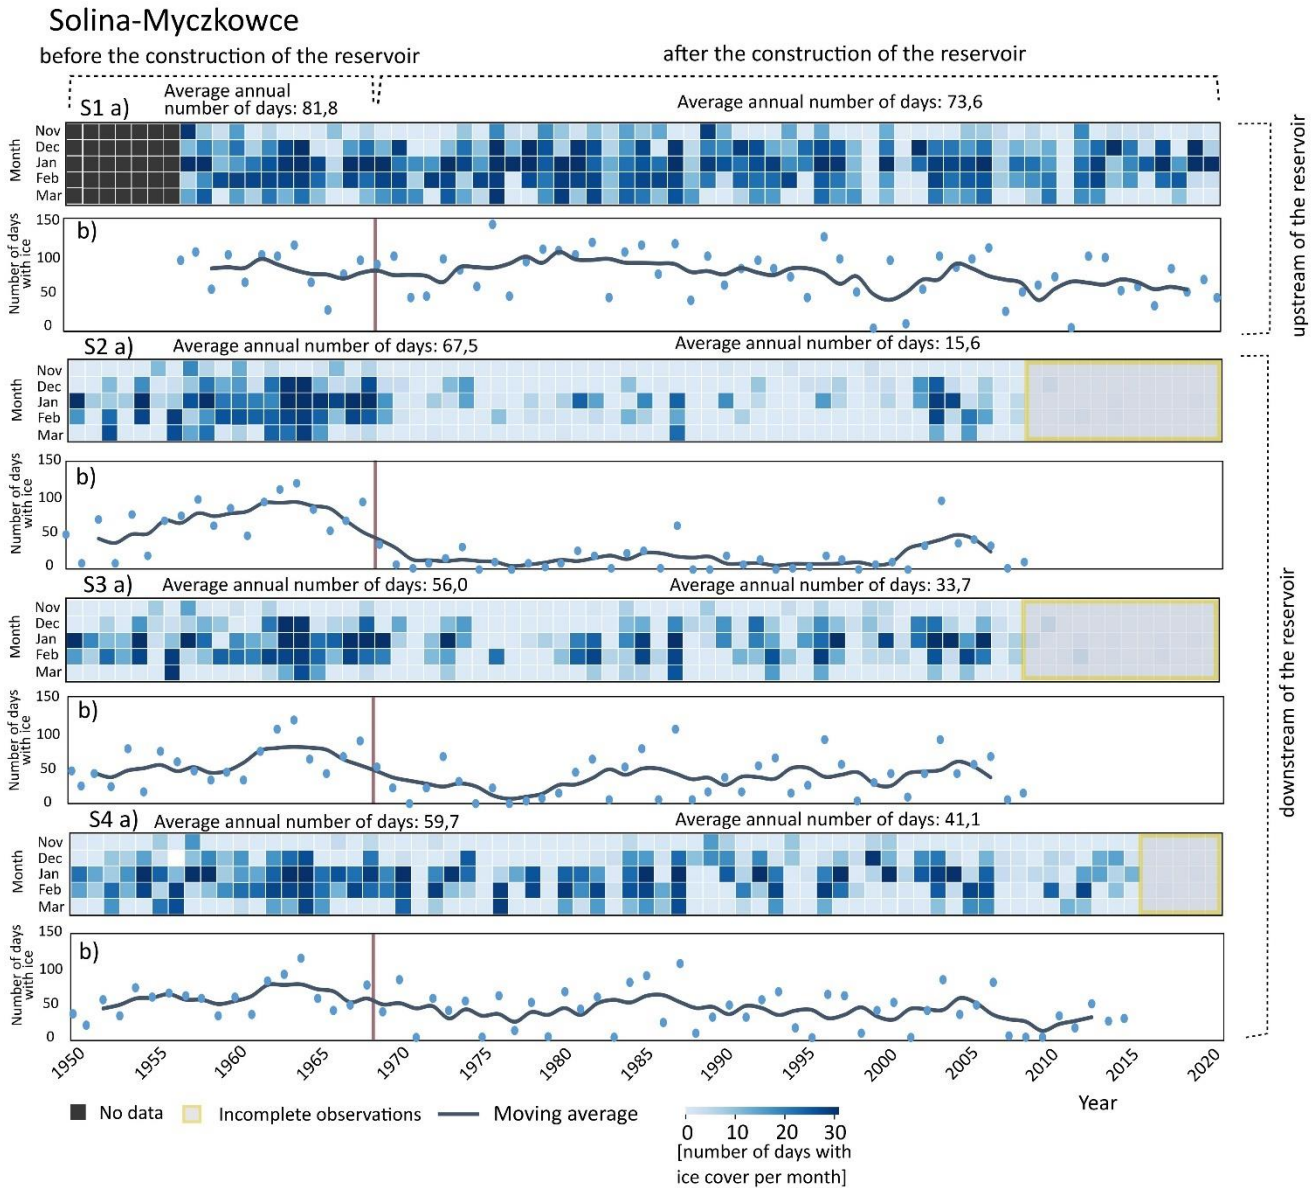 Solina-Myczkowce
before the construction of the reservoir
after the construction of the reservoir
Average annual
number of days: 81,8
Average annual number of days: 73,6
S1 a)
Month
Nov
Dec
Jan
Feb
Mar
b)
Number of days
with ice
150
100
50
0
upstream of the reservoir
S2 a)
Average annual number of days: 67,5
Average annual number of days: 15,6
Month
Nov
Dec
Jan
Feb
Mar
b)
Number of days
with ice
150
100
50
0
S3 a)
Average annual number of days: 56,0
Average annual number of days: 33,7
Month
Nov
Dec
Jan
Feb
Mar
b)
Number of days
with ice
150
100
50
0
S4 a)
Average annual number of days: 59,7
Average annual number of days: 41,1
Month
Nov
Dec
Jan
Feb
Mar
b)
Number of days
with ice
150
100
50
0
downstream of the reservoir
1950
1955
1960
1965
1970
1975
1980
1985
1990
1995
2000
2005
2010
2015
2020
Year
No data
Incomplete observations
Moving average
0 10 20 30
[number of days with
ice cover per month]